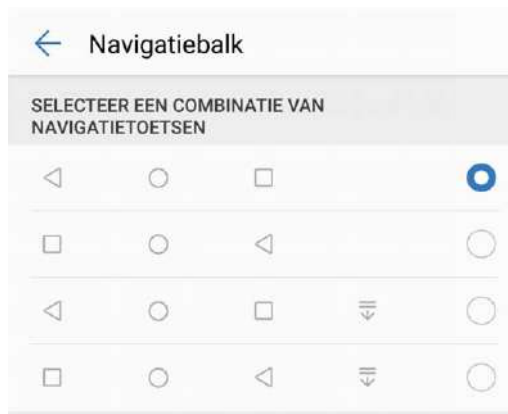 Navigatiebalk
SELECTEER EEN COMBINATIE VAN
NAVIGATIETOETSEN